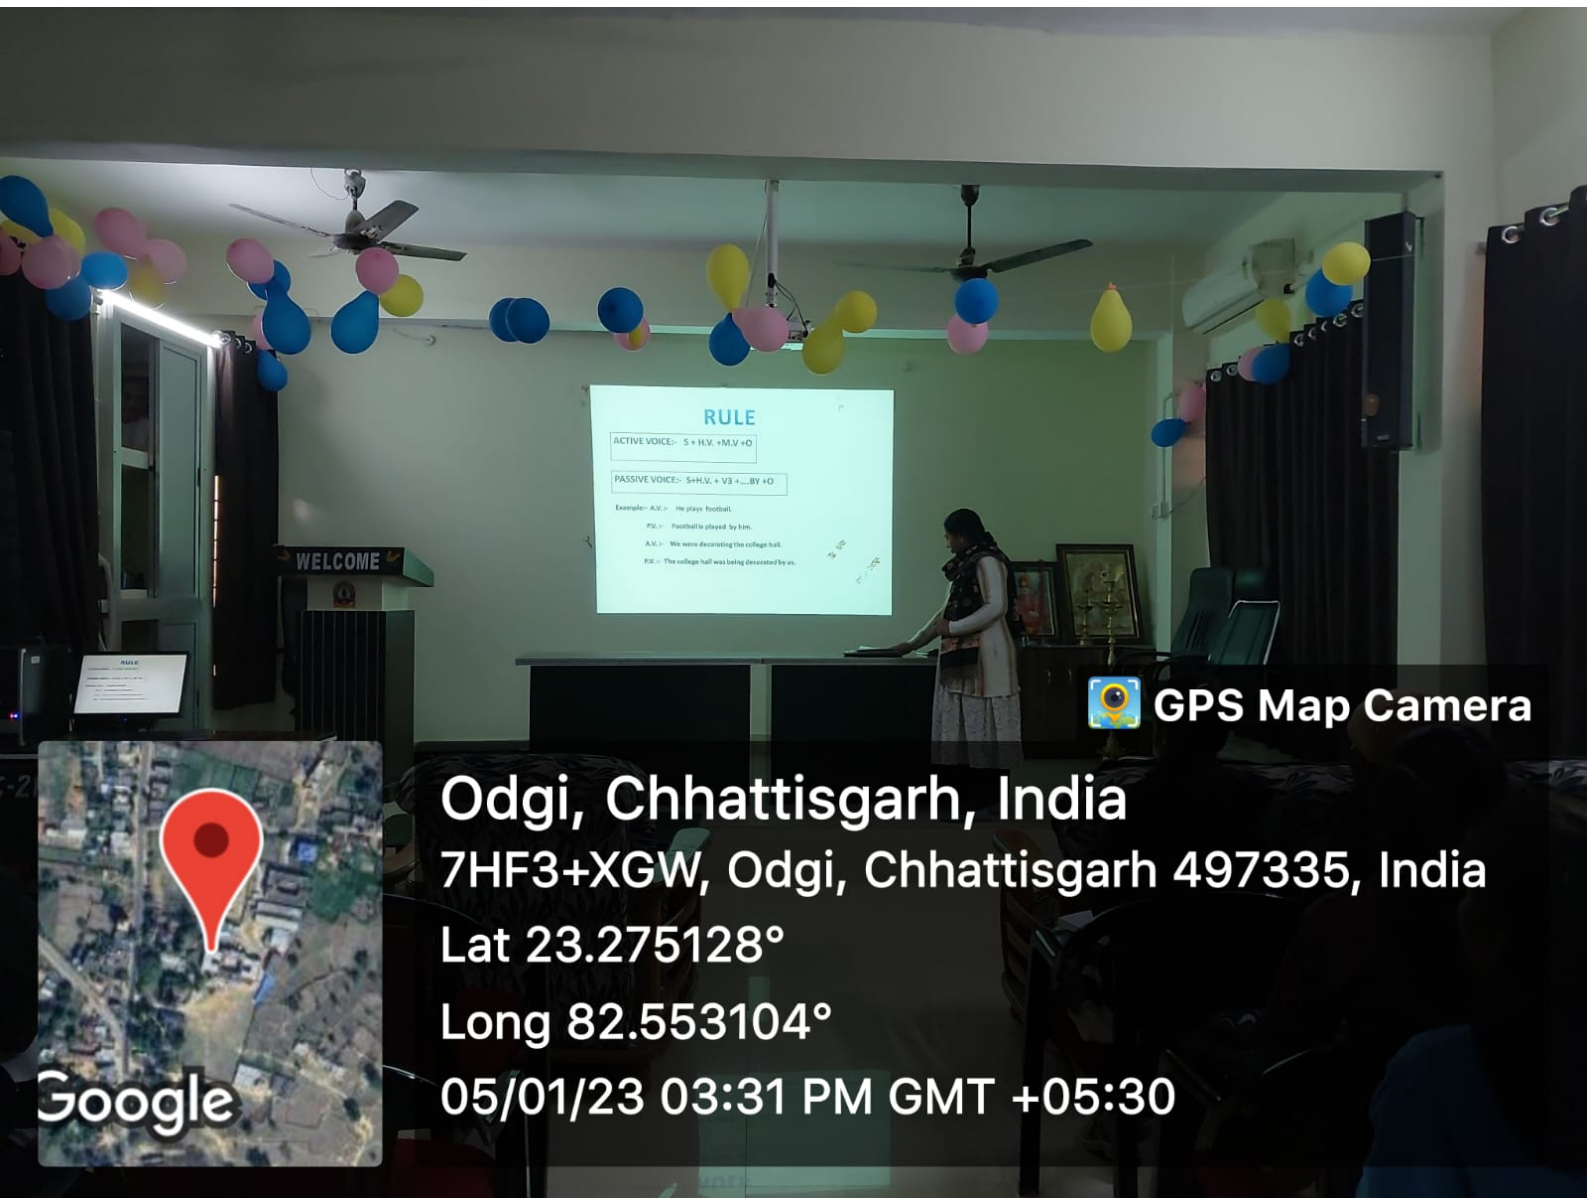 RULE
ACTIVE VOICE:- S + H.V. +M.V +O
PASSIVE VOICE:- S+H.V. + V3 +....BY +O
Example:- A.V. :- He plays football.
P.V. :- Football is played by him.
A.V. :- We were decorating the college hall.
P.V. :- The college hall was being decorated by us.
WELCOME
RULE
GPS Map Camera
Odgi, Chhattisgarh, India
7HF3+XGW, Odgi, Chhattisgarh 497335, India
Lat 23.275128°
Long 82.553104°
05/01/23 03:31 PM GMT +05:30
Google